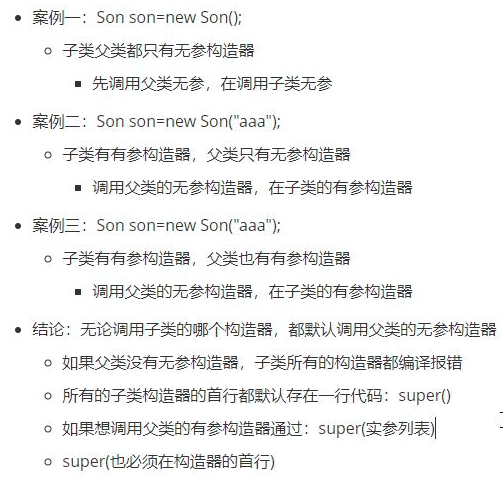 案例一：Son son=new Son();
子类父类都只有无参构造器
先调用父类无参，在调用子类无参
案例二：Son son=new Son("aaa");
子类有有参构造器，父类只有无参构造器
调用父类的无参构造器，在子类的有参构造器
案例三：Son son=new Son("aaa");
子类有有参构造器，父类也有有参构造器
调用父类的无参构造器，在子类的有参构造器
结论：无论调用子类的哪个构造器，都默认调用父类的无参构造器
如果父类没有无参构造器，子类所有的构造器都编译报错
所有的子类构造器的首行都默认存在一行代码：super()
如果想调用父类的有参构造器通过：super(实参列表)
super(也必须在构造器的首行)